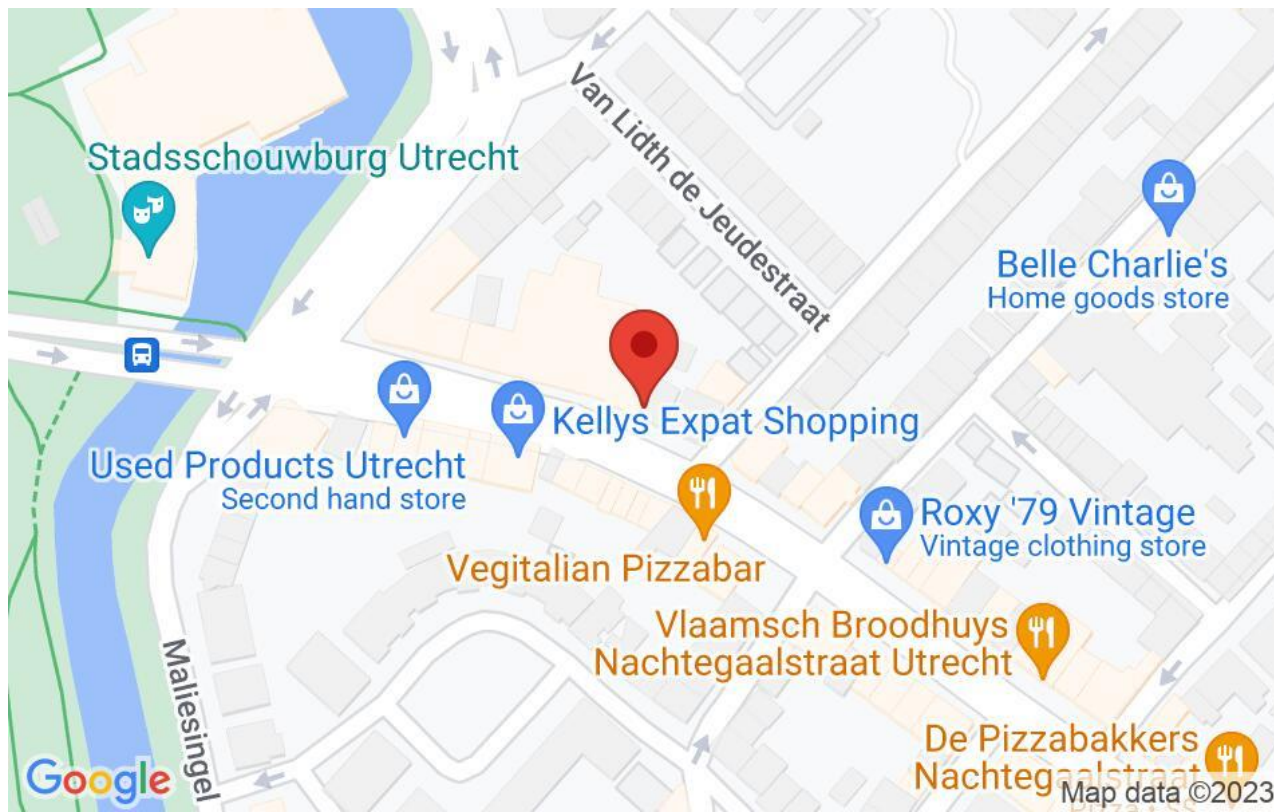 Van Lidth de Jeudestraat
Stadsschouwburg Utrecht
Belle Charlie's
Home goods store
Kellys Expat Shopping
Used Products Utrecht
Second hand store
Roxy '79 Vintage
Vintage clothing store
Vegitalian Pizzabar
Vlaamsch Broodhuys
Nachtegaalstraat Utrecht
Maliesingel
De Pizzabakkers
Nachtegaalstraat
Google
Map data ©2023